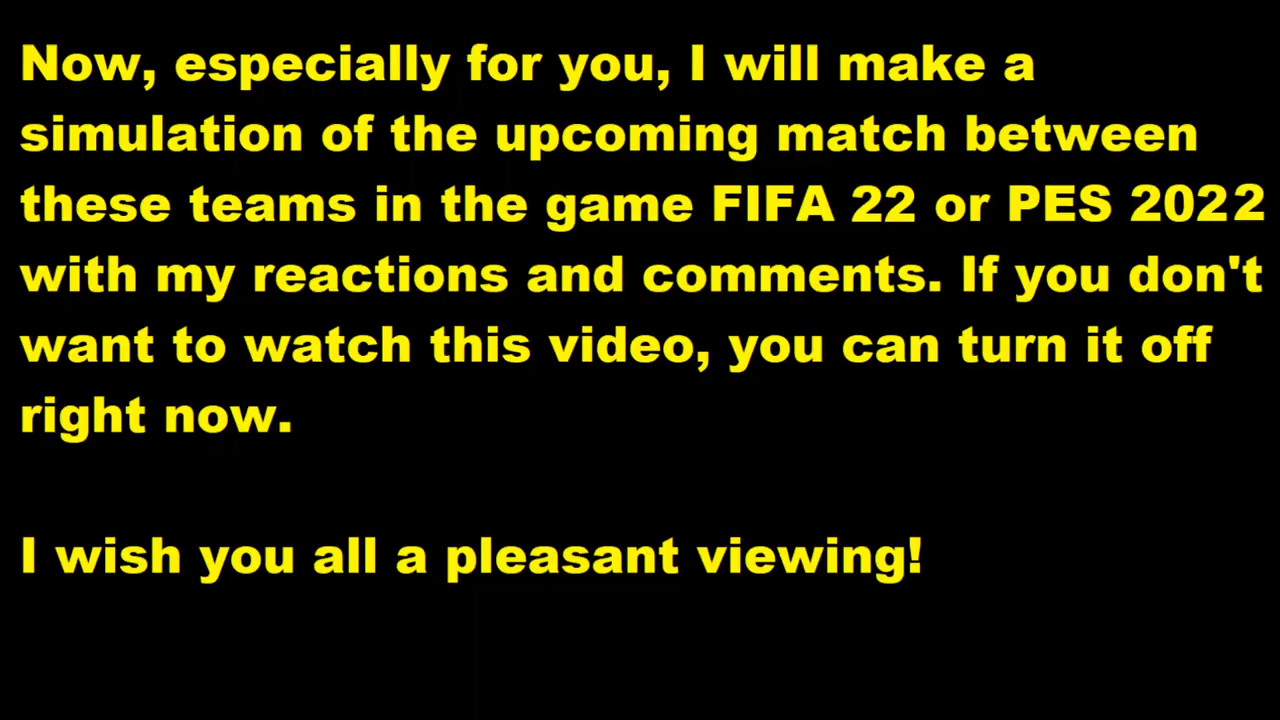 Now, especially for you, I will make a
simulation of the upcoming match between
these teams in the game FIFA 22 or PES 2022
with my reactions and comments. If you don't
want to watch this video, you can turn it off
right now.
I wish you all a pleasant viewing!